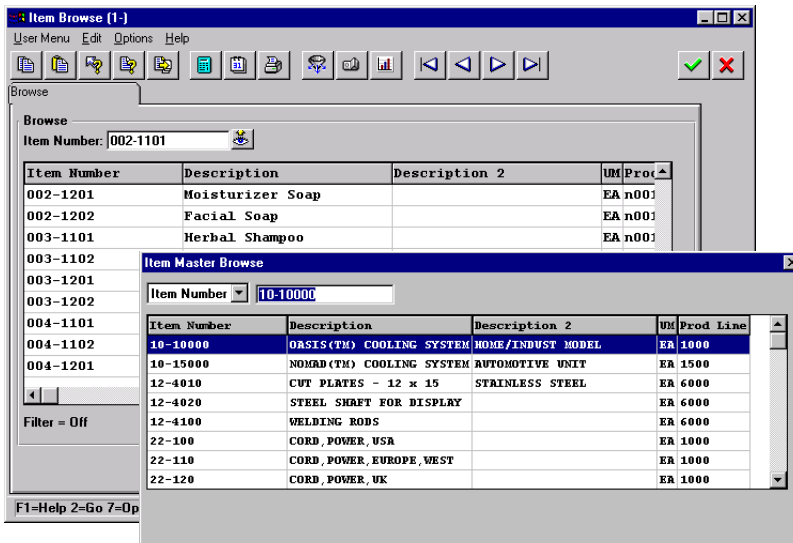 Item Browse (1-)
User Menu Edit Options Help
31
Browse
Browse
Item Number: 002-1101
Item Number Description Description 2 UM Prod
002-1201 Moisturizer Soap EA n001
002-1202 Facial Soap EA n001
003-1101 Herbal Shampoo EA n001
003-1102
003-1201
003-1202
004-1101
004-1102
004-1201
Filter = Off
F1=Help 2=Go 7=Op
Item Master Browse
Item Number 10-10000
Item Number Description Description 2 UM Prod Line
10-10000 OASIS(TM) COOLING SYSTEM HOME/INDUST MODEL EA 1000
10-15000 NOMAD(TM) COOLING SYSTEM AUTOMOTIVE UNIT EA 1500
12-4010 CUT PLATES - 12 x 15 STAINLESS STEEL EA 6000
12-4020 STEEL SHAFT FOR DISPLAY EA 6000
12-4100 WELDING RODS EA 6000
22-100 CORD,POWER,USA EA 1000
22-110 CORD,POWER,EUROPE,WEST EA 1000
22-120 CORD,POWER,UK EA 1000